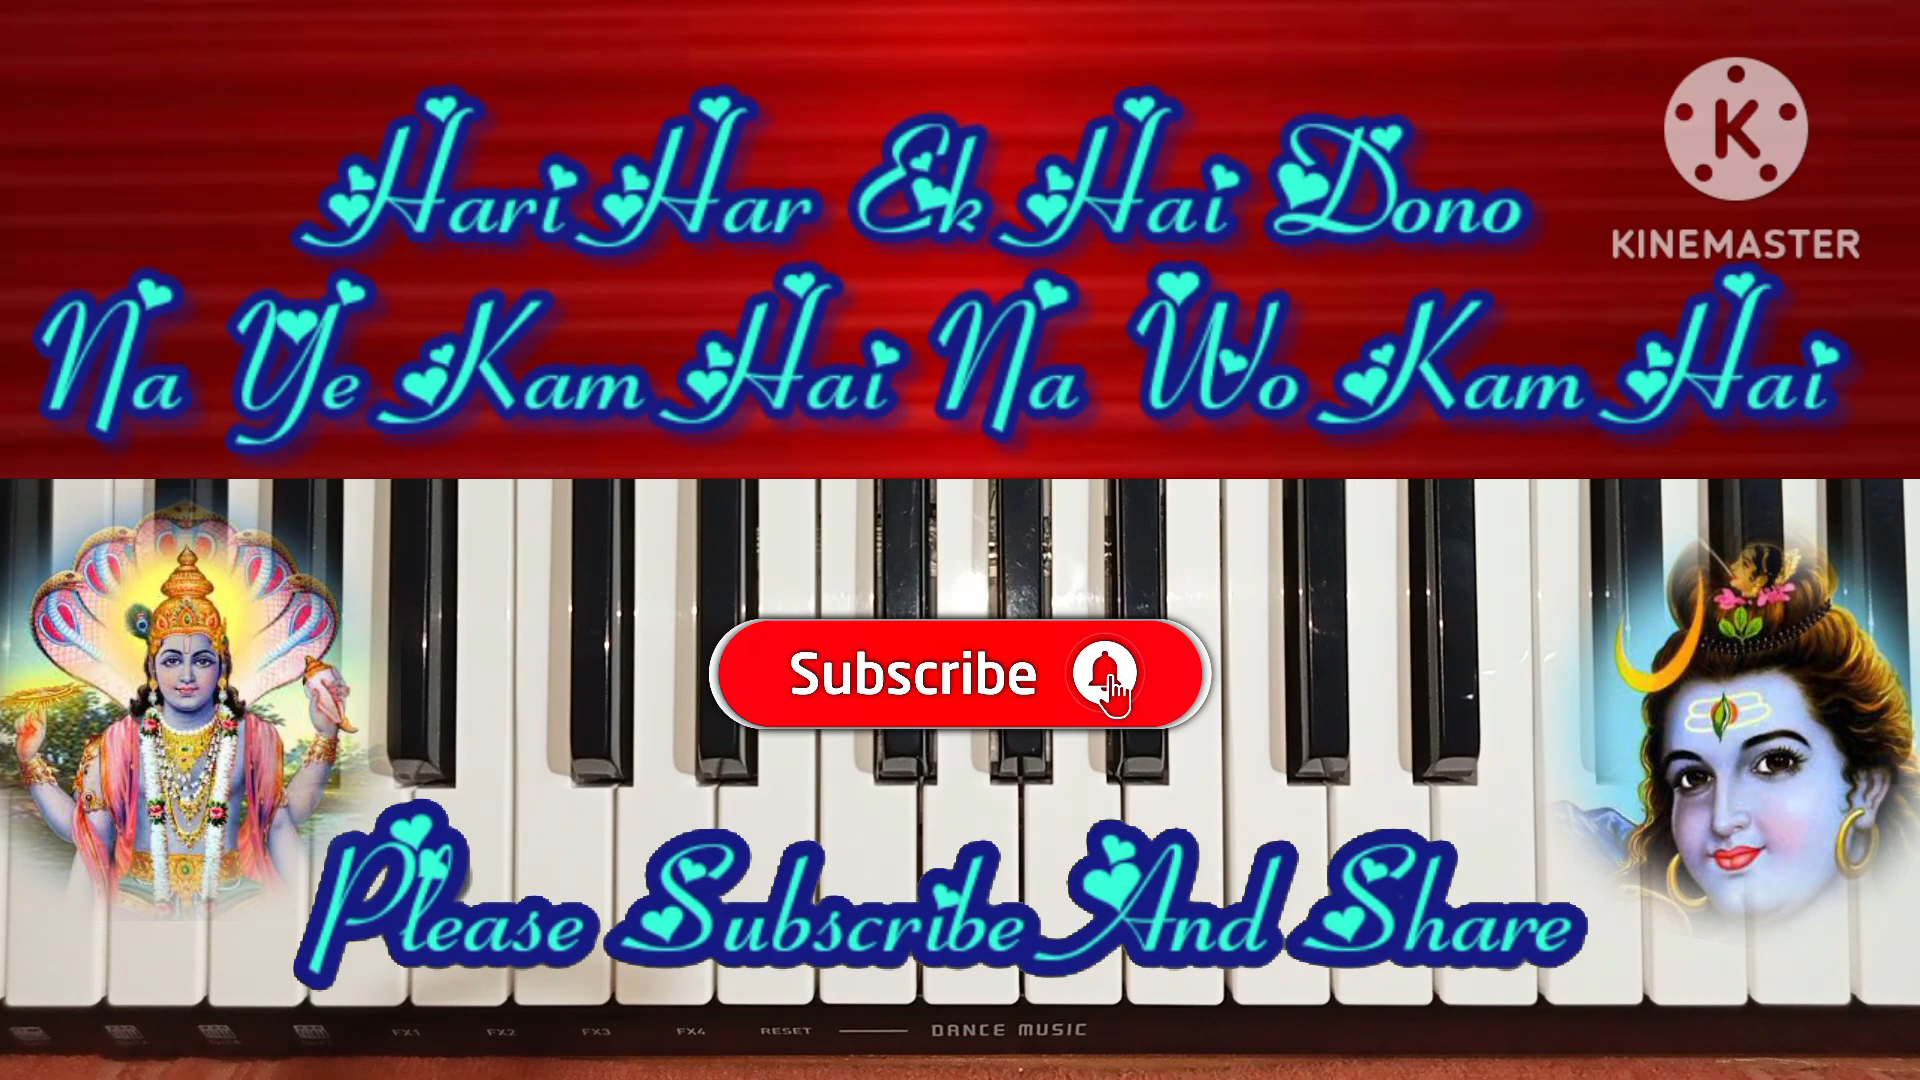 Hari Har Ek Hai Dono
K
KINEMASTER
Na Ye Kam Hai Na Wo Kam Hai
Subscribe
Please Subscribe And Share
FX1 FX2 FX3 FX4 RESET DANCE MUSIC